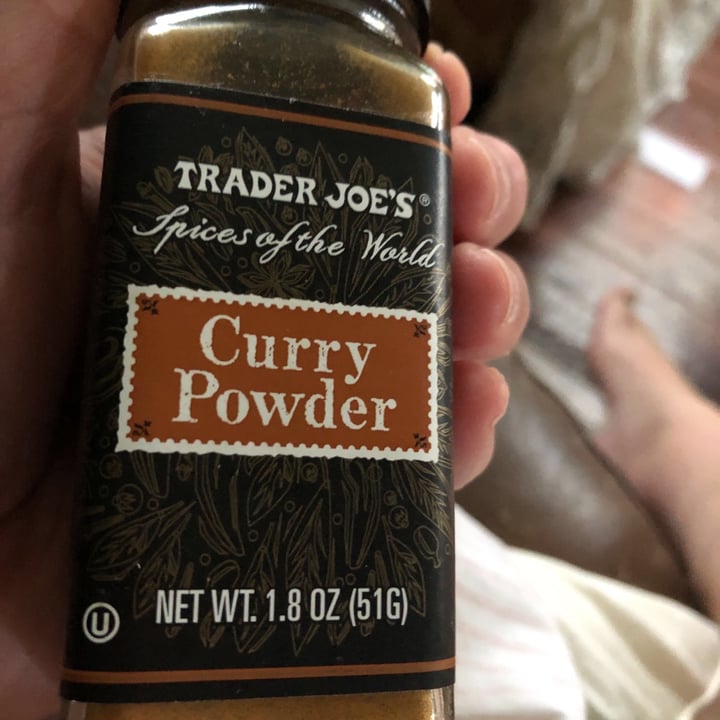 TRADER JOE'S®
Spices of the World
Curry
Powder
NET WT. 1.8 OZ (51G)
U